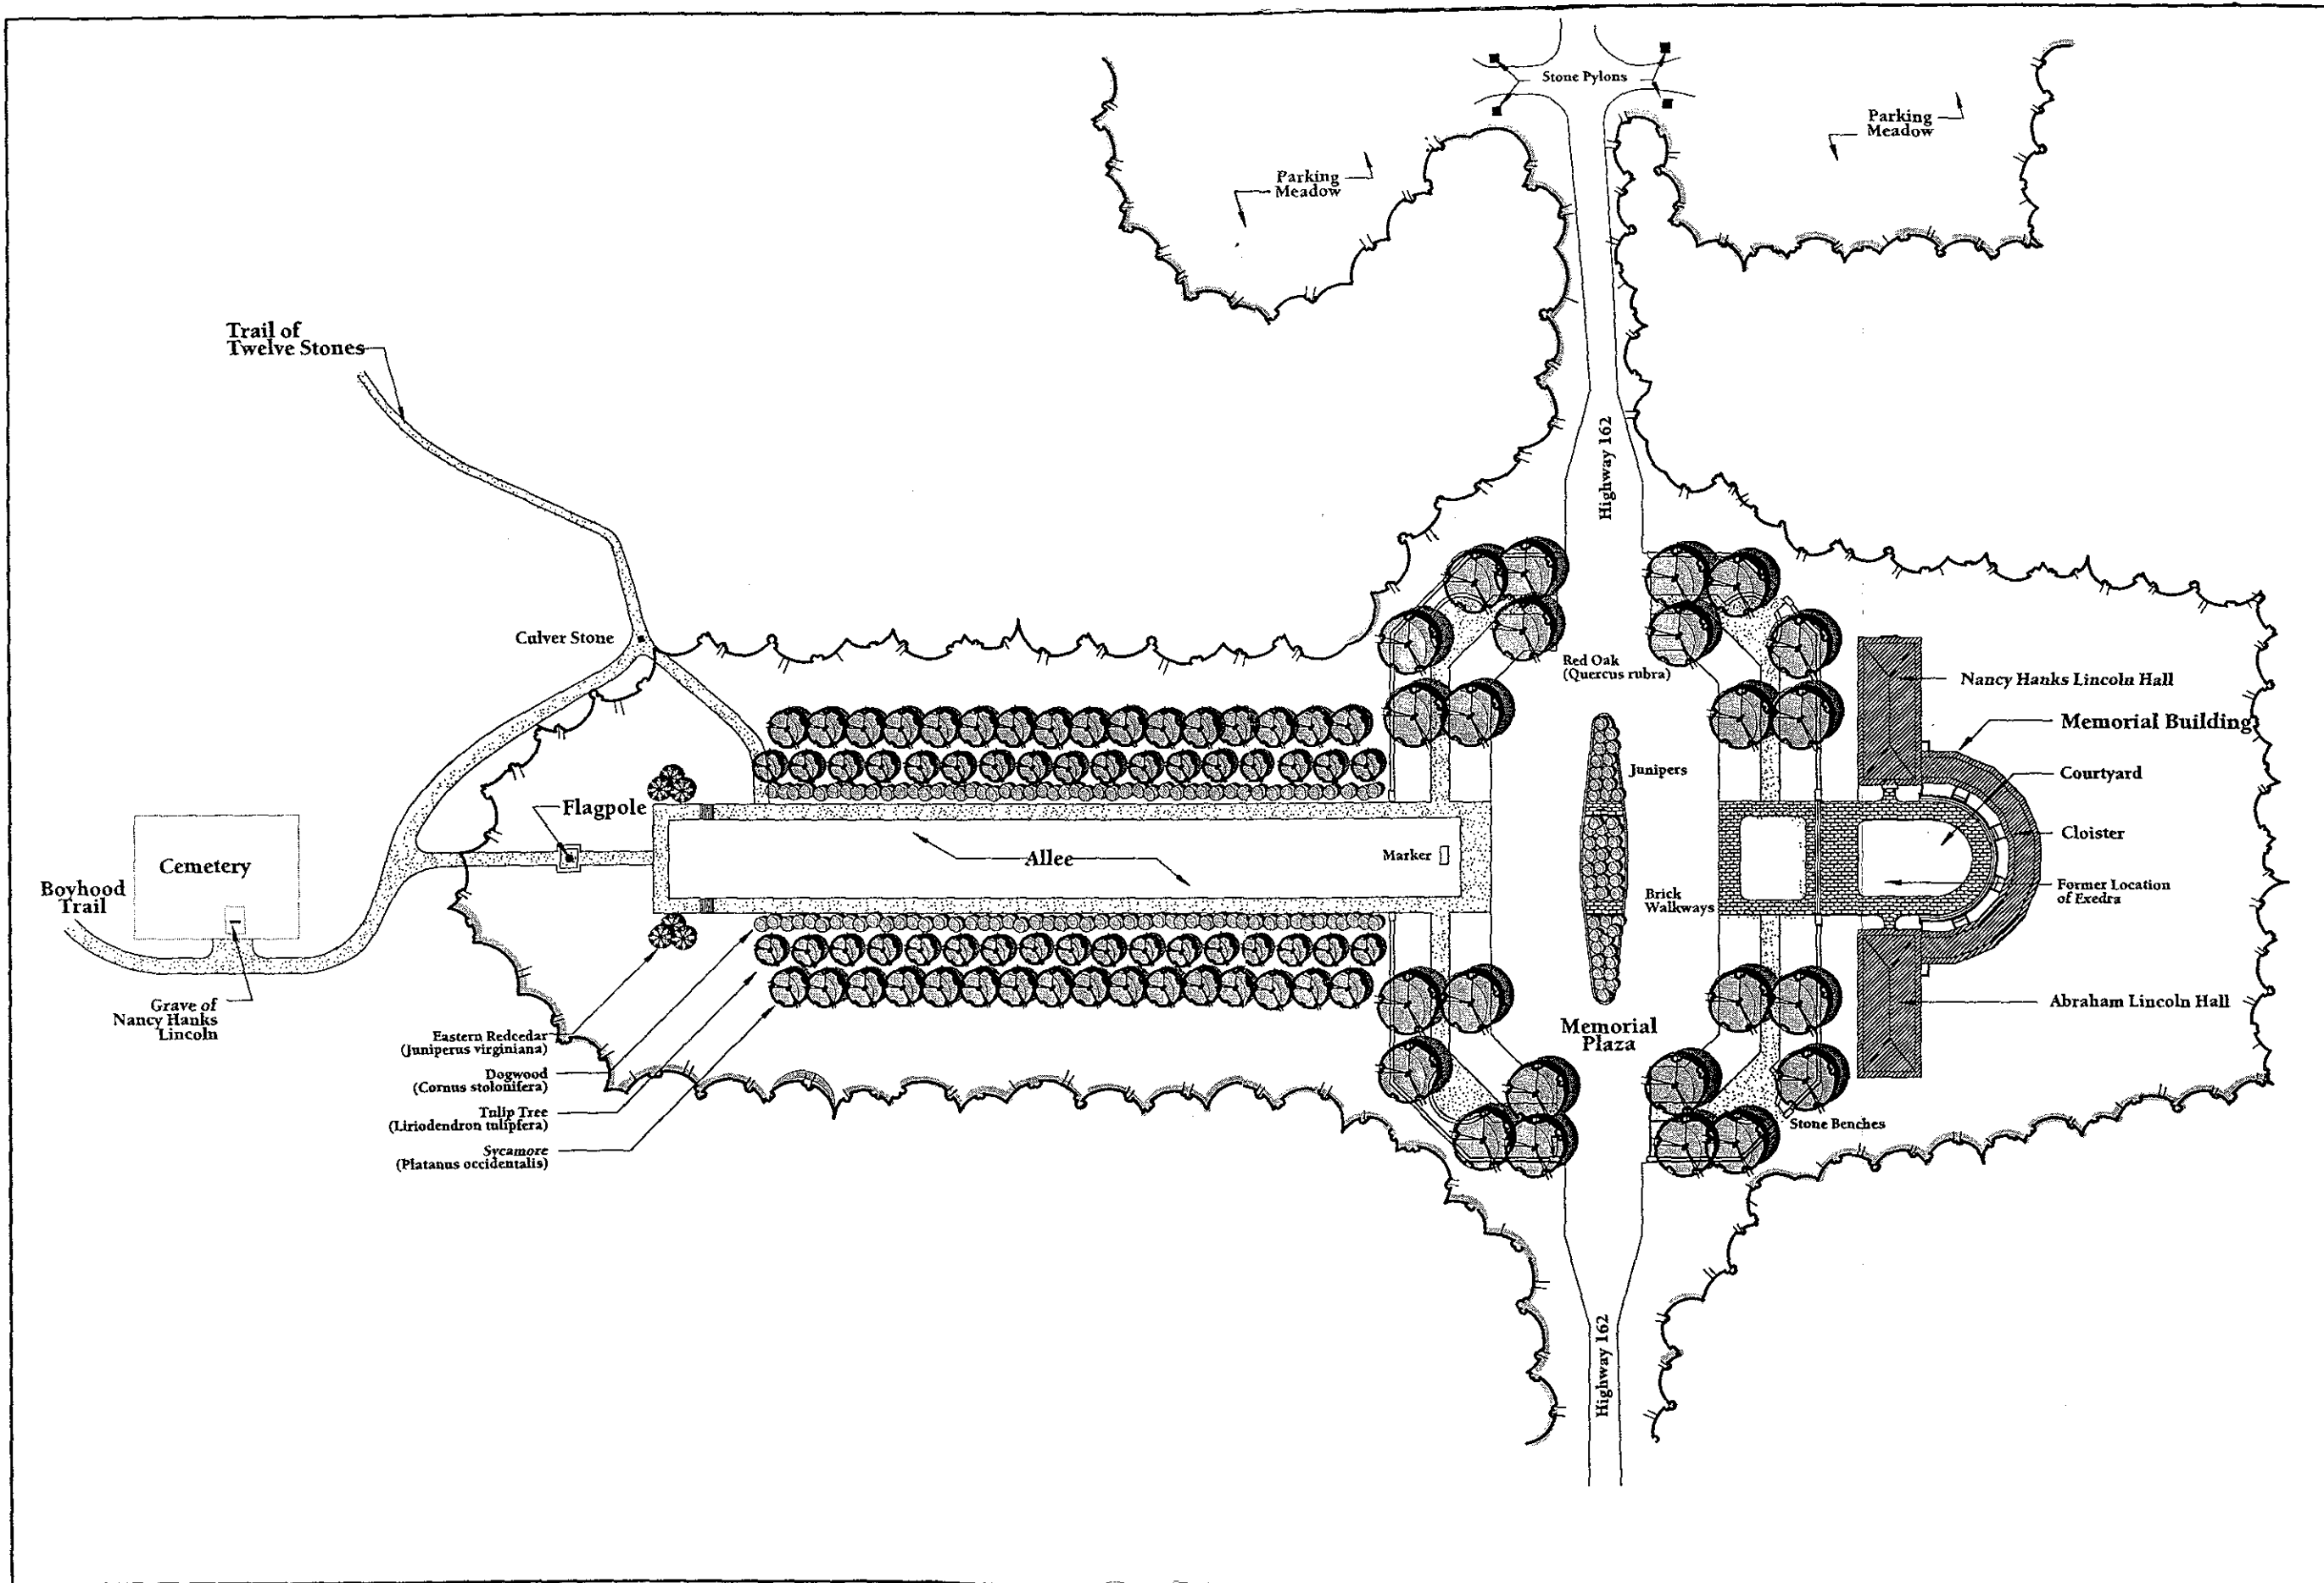 Stone Pylons
Parking
Meadow
Parking
Meadow
Trail of
Twelve Stones
Highway 162
Culver Stone
Red Oak
(Quercus rubra)
Nancy Hanks Lincoln Hall
Memorial Building
Junipers
Courtyard
Flagpole
Cloister
Allee
Marker
Cemetery
Boyhood
Trail
Brick
Walkways
Former Location
of Exedra
Grave of
Nancy Hanks
Lincoln
Abraham Lincoln Hall
Memorial
Plaza
Eastern Redcedar
(Juniperus virginiana)
Dogwood
(Cornus stolonifera)
Tulip Tree
(Liriodendron tulipfera)
Sycamore
(Platanus occidentalis)
Stone Benches
Highway 162